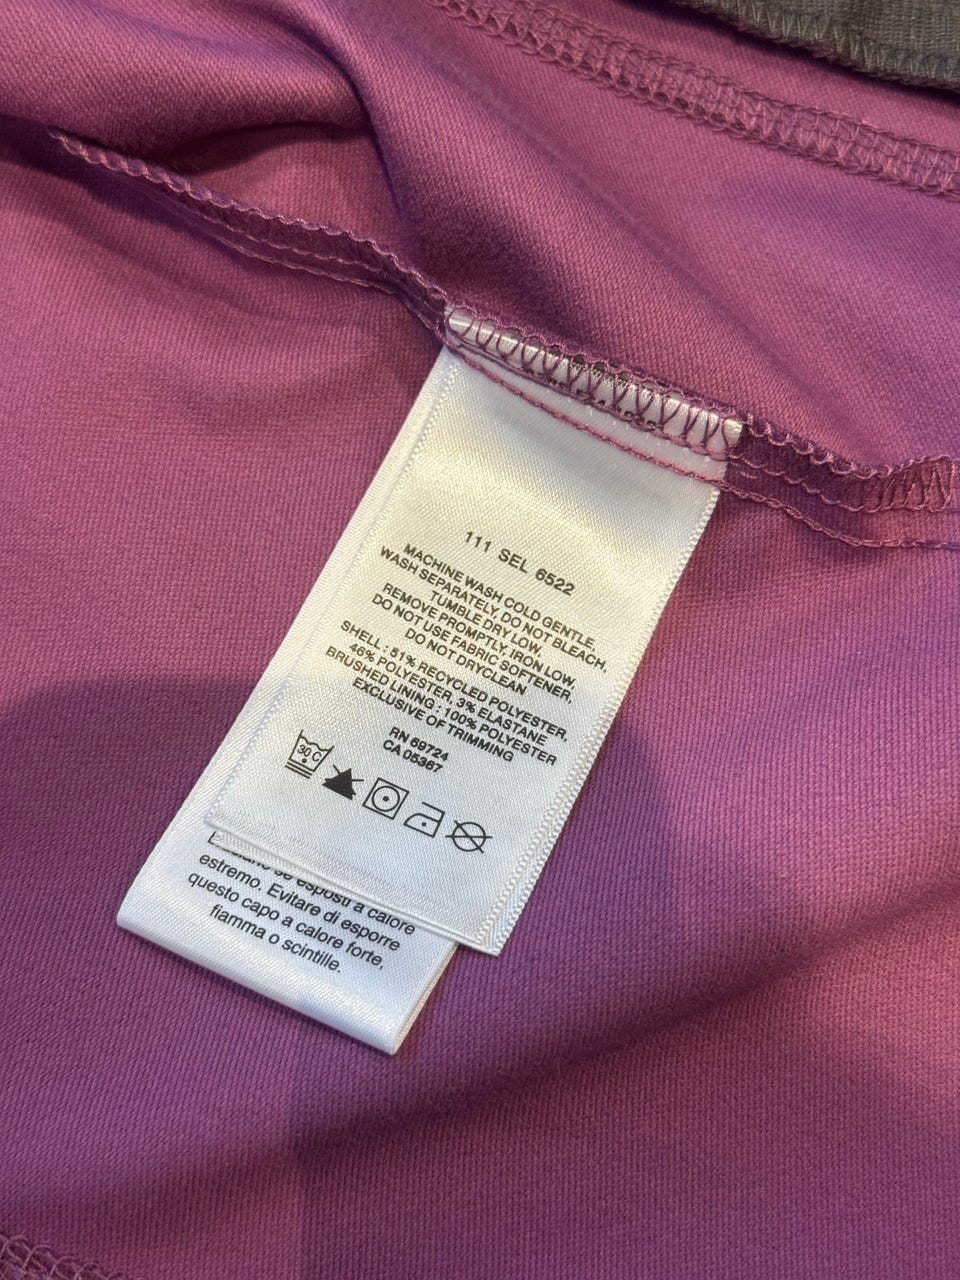 111 SEL 6522
MACHINE WASH COLD GENTLE,
WASH SEPARATELY, DO NOT BLEACH,
TUMBLE DRY LOW,
REMOVE PROMPTLY, IRON LOW,
DO NOT USE FABRIC SOFTENER,
DO NOT DRYCLEAN
SHELL : 51% RECYCLED POLYESTER,
46% POLYESTER, 3% ELASTANE
BRUSHED LINING : 100% POLYESTER
EXCLUSIVE OF TRIMMING
RN 69724
CA 05367
30C
se esposti a calore
estremo. Evitare di esporre
questo capo a calore forte,
fiamma o scintille.